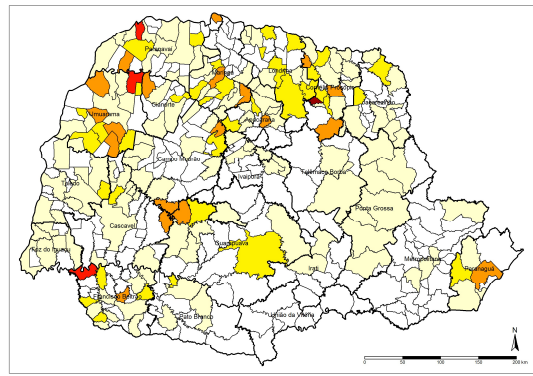 Paranavaí
Maringá
Londrina
Cornélio Procópio
Jacarezinho
Cianorte
Umuarama
Apucarana
Campo Mourão
Ivaiporã
Telêmaco Borba
Toledo
Ponta Grossa
Cascavel
Foz do Iguaçu
Guarapuava
Metropolitana
Irati
Paranaguá
Francisco Beltrão
Pato Branco
União da Vitória
N
0 50 100 150 200 km